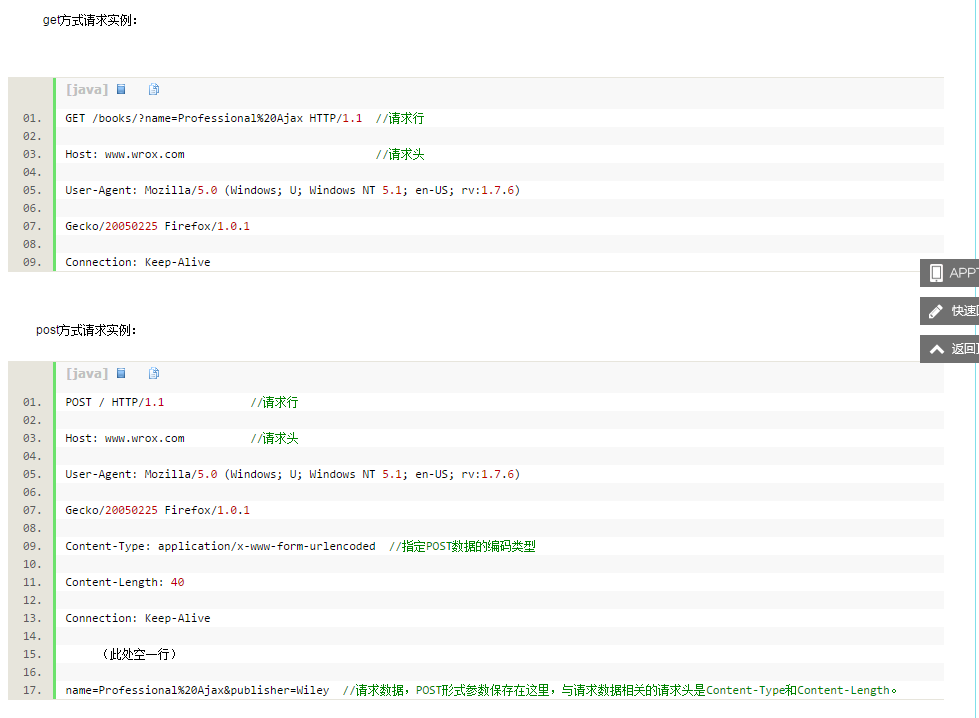 get方式请求实例：
[java]
01. GET /books/?name=Professional%20Ajax HTTP/1.1 //请求行
02.
03. Host: www.wrox.com //请求头
04.
05. User-Agent: Mozilla/5.0 (Windows; U; Windows NT 5.1; en-US; rv:1.7.6)
06.
07. Gecko/20050225 Firefox/1.0.1
08.
09. Connection: Keep-Alive
APP
快速
返回
post方式请求实例：
[java]
01. POST / HTTP/1.1 //请求行
02.
03. Host: www.wrox.com //请求头
04.
05. User-Agent: Mozilla/5.0 (Windows; U; Windows NT 5.1; en-US; rv:1.7.6)
06.
07. Gecko/20050225 Firefox/1.0.1
08.
09. Content-Type: application/x-www-form-urlencoded //指定POST数据的编码类型
10.
11. Content-Length: 40
12.
13. Connection: Keep-Alive
14.
15. （此处空一行）
16.
17. name=Professional%20Ajax&publisher=Wiley //请求数据，POST形式参数保存在这里，与请求数据相关的请求头是Content-Type和Content-Length。